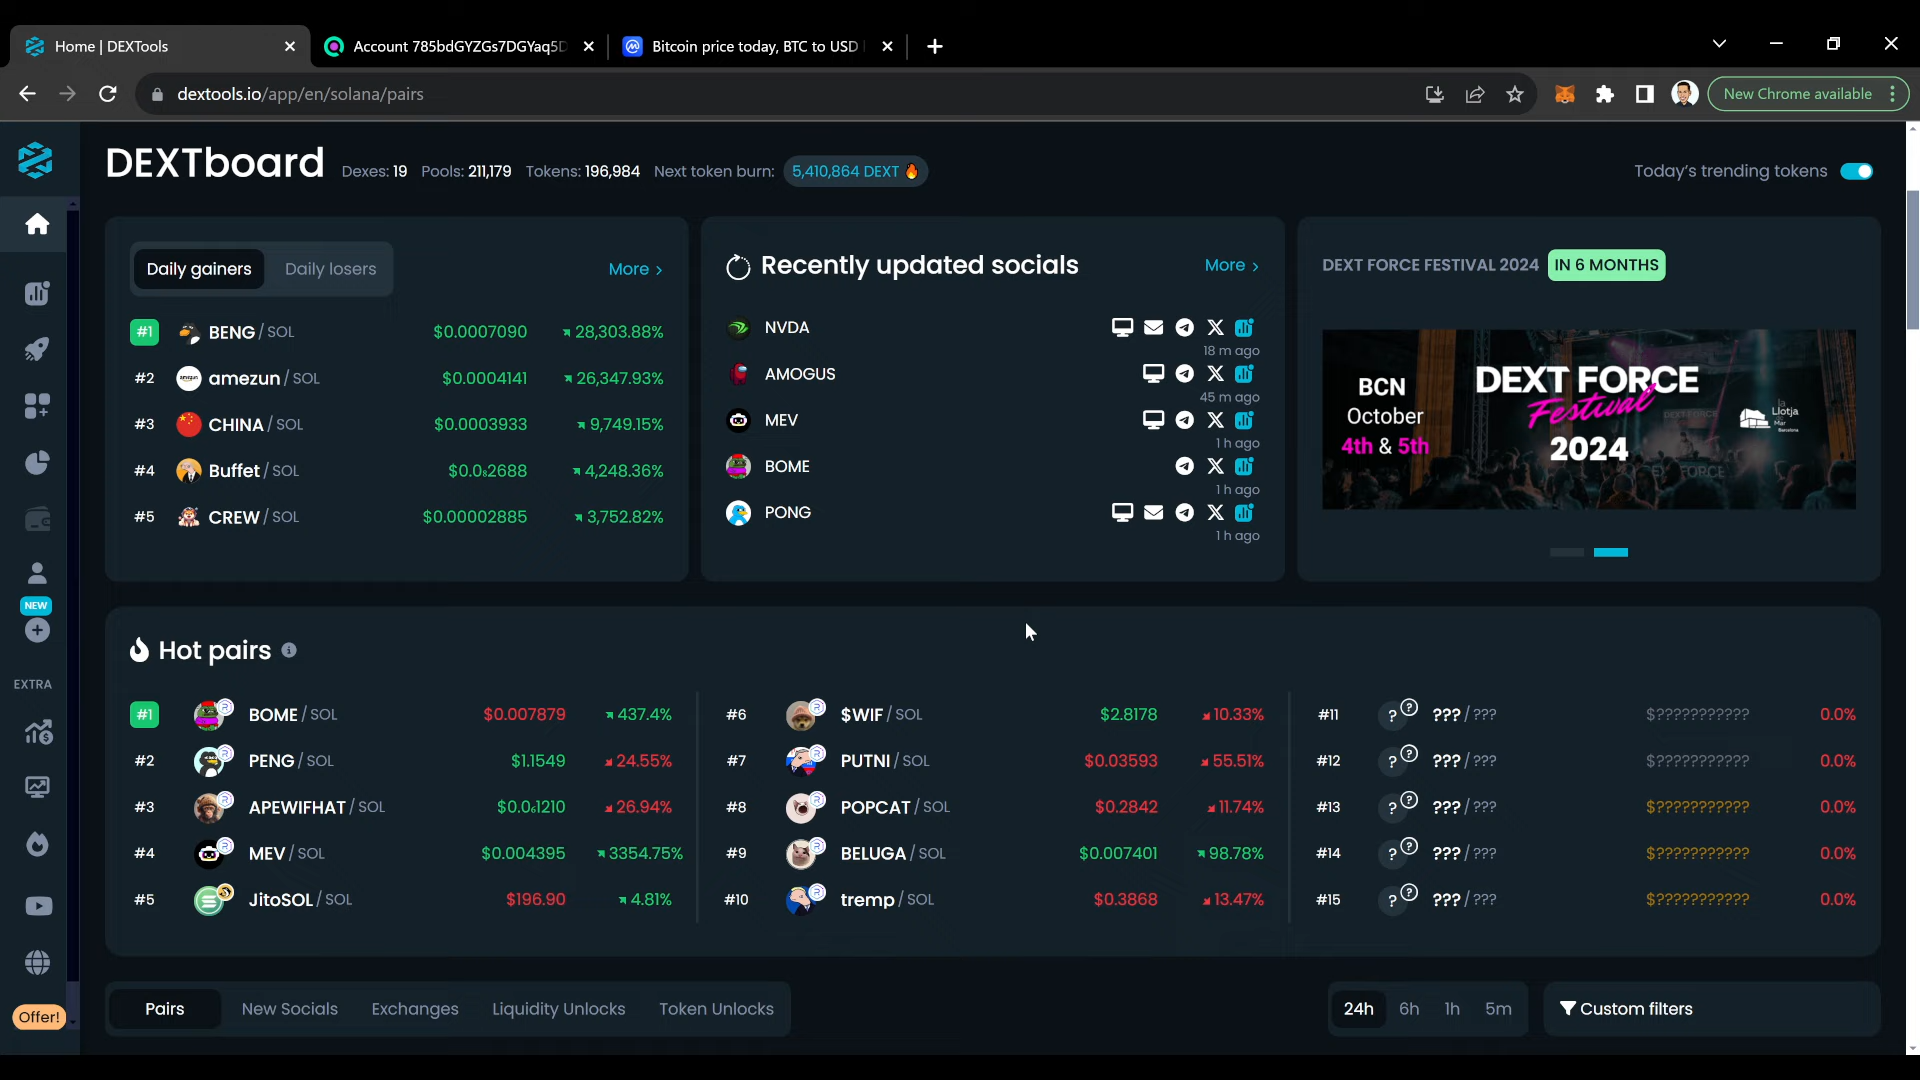 Home | DEXTools
Account 785bdGYZGs7DGYaq5D
Bitcoin price today, BTC to USD
dextools.io/app/en/solana/pairs
New Chrome available
DEXTboard
Dexes: 19 Pools: 211,179 Tokens: 196,984 Next token burn: 5,410,864 DEXT
Today's trending tokens
Daily gainers Daily losers More >
#1 BENG / SOL $0.0007090 28,303.88%
#2 amezun / SOL $0.0004141 26,347.93%
#3 CHINA / SOL $0.0003933 9,749.15%
#4 Buffet / SOL $0.0₈2688 4,248.36%
#5 CREW / SOL $0.00002885 3,752.82%
Recently updated socials More >
NVDA
18 m ago
AMOGUS
45 m ago
MEV
1 h ago
BOME
1 h ago
PONG
1 h ago
DEXT FORCE FESTIVAL 2024 IN 6 MONTHS
BCN
October
4th & 5th
DEXT FORCE
Festival
2024
la
Llotja
de
Mar
Barcelona
NEW
EXTRA
Offer!
Hot pairs
#1 BOME / SOL $0.007879 437.4%
#2 PENG / SOL $1.1549 24.55%
#3 APEWIFHAT / SOL $0.0₆1210 26.94%
#4 MEV / SOL $0.004395 3354.75%
#5 JitoSOL / SOL $196.90 4.81%
#6 $WIF / SOL $2.8178 10.33%
#7 PUTNI / SOL $0.03593 55.51%
#8 POPCAT / SOL $0.2842 11.74%
#9 BELUGA / SOL $0.007401 98.78%
#10 tremp / SOL $0.3868 13.47%
#11 ? ? ??? / ??? $??????????? 0.0%
#12 ? ? ??? / ??? $??????????? 0.0%
#13 ? ? ??? / ??? $??????????? 0.0%
#14 ? ? ??? / ??? $??????????? 0.0%
#15 ? ? ??? / ??? $??????????? 0.0%
Pairs New Socials Exchanges Liquidity Unlocks Token Unlocks
24h 6h 1h 5m
Custom filters